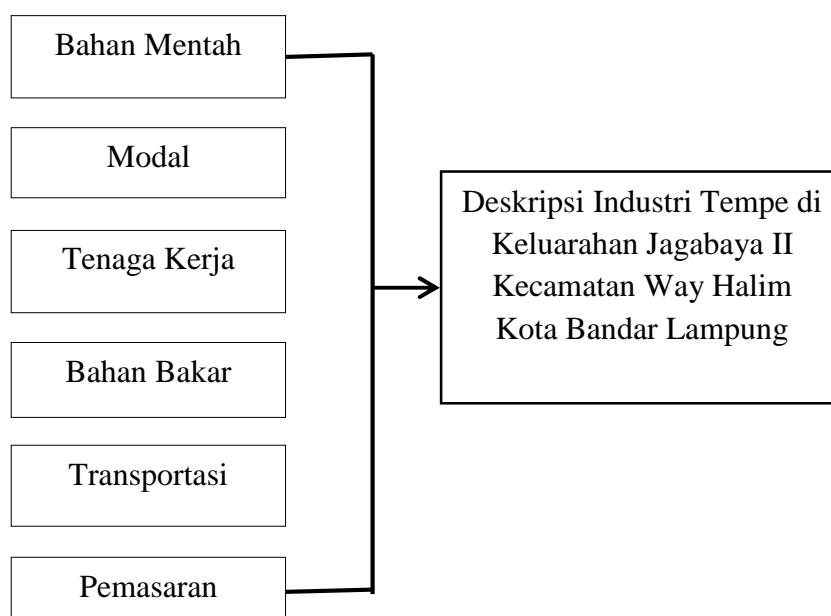 Bahan Mentah
Modal
Tenaga Kerja
Bahan Bakar
Transportasi
Pemasaran
Deskripsi Industri Tempe di
Keluarahan Jagabaya II
Kecamatan Way Halim
Kota Bandar Lampung